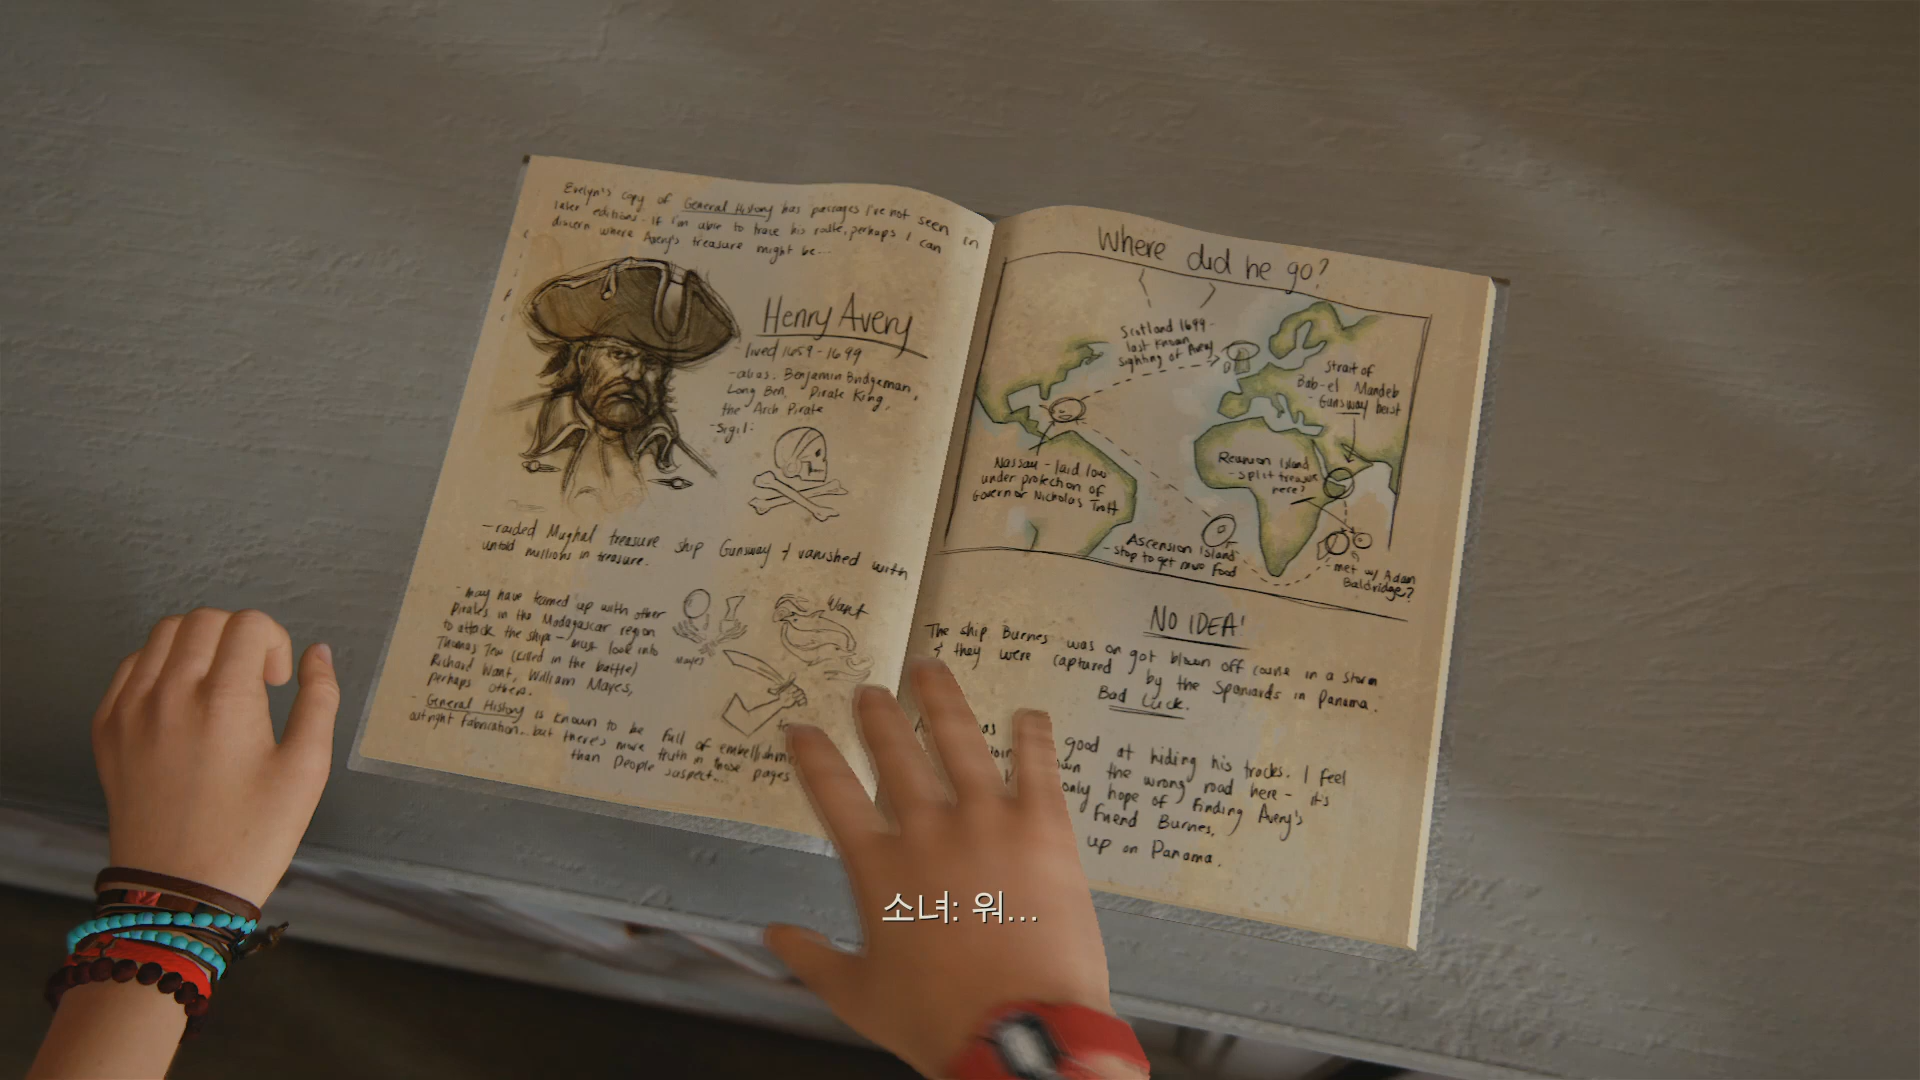 Evelyn's copy of General History has passages I've not seen in
later editions. If I'm able to trace his route, perhaps I can
discern where Avery's treasure might be...
Henry Avery
- lived 1659 - 1699
- alias: Benjamin Bridgeman,
Long Ben, Pirate King,
the Arch Pirate
- Sigil:
- raided Mughal treasure ship Gunsway & vanished with
untold millions in treasure.
- may have teamed up with other
pirates in the Madagascar region
to attack the ships - must look into
Thomas Tew (killed in the battle)
Richard Want, William Mayes,
perhaps others.
Mayes
Want
- General History is known to be full of
outright fabrication... but there's more truth in those pages
than people suspect...
Where did he go?
Scotland 1699 -
last known
sighting of Avery
Strait of
Bab-el Mandeb
- Gunsway heist
Nassau - laid low
under protection of
Governor Nicholas Trott
Reunion Island
- split treasure
here?
Ascension Island
- stop to get more food
- met w/ Adam
Baldridge?
NO IDEA!
The ship Burnes was on got blown off course in a storm
& they were captured by the Spaniards in Panama.
Bad Luck.
good at hiding his tracks. I feel
the wrong road here - it's
only hope of finding Avery's
friend Burnes.
up on Panama.
소녀: 워...